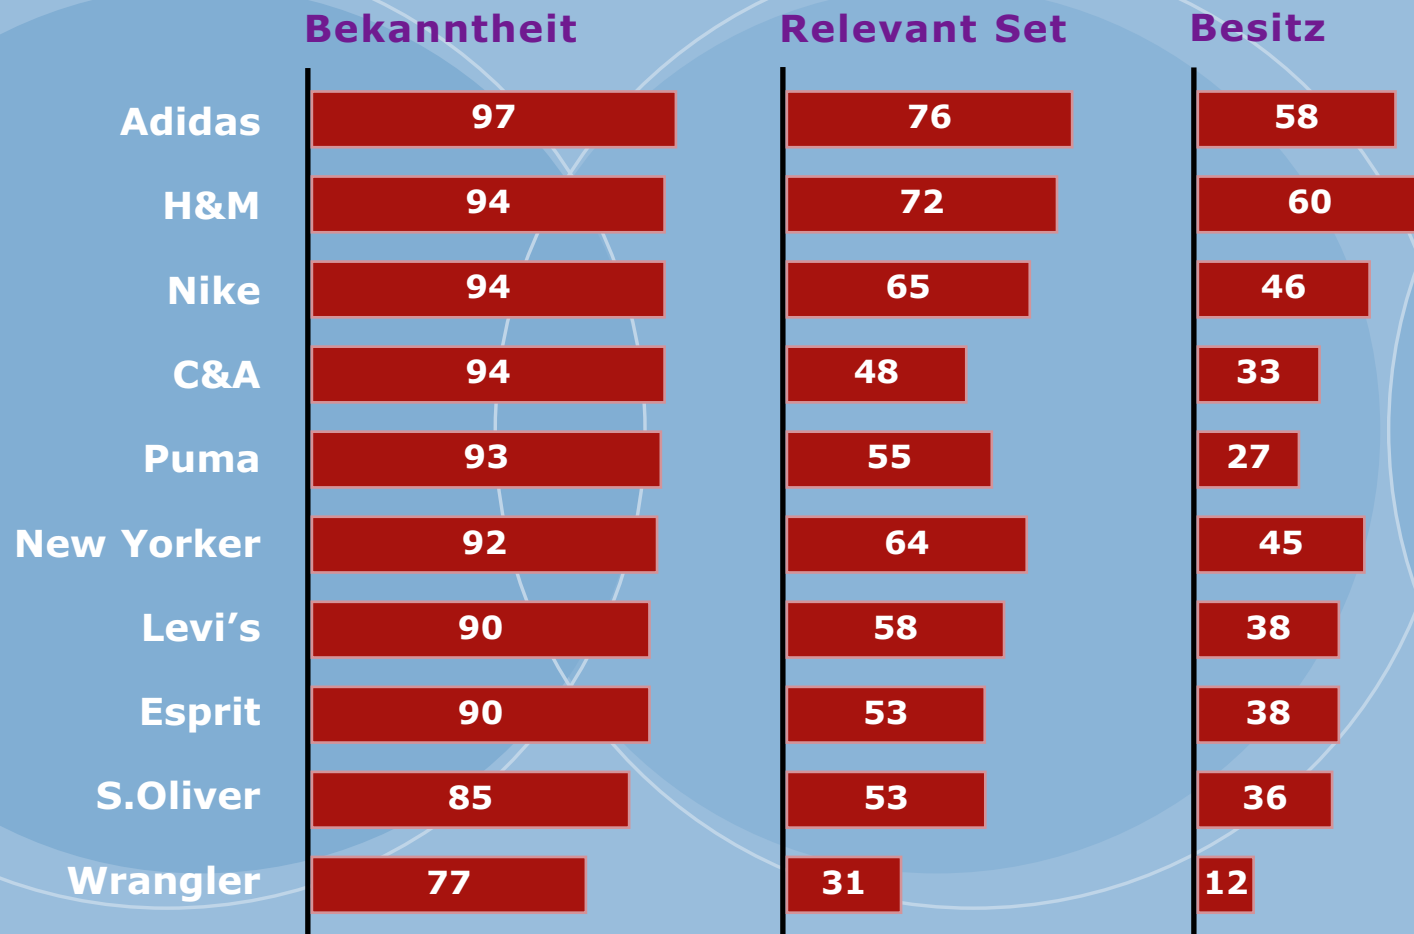 Bekanntheit Relevant Set Besitz
Adidas 97 76 58
H&M 94 72 60
Nike 94 65 46
C&A 94 48 33
Puma 93 55 27
New Yorker 92 64 45
Levi’s 90 58 38
Esprit 90 53 38
S.Oliver 85 53 36
Wrangler 77 31 12